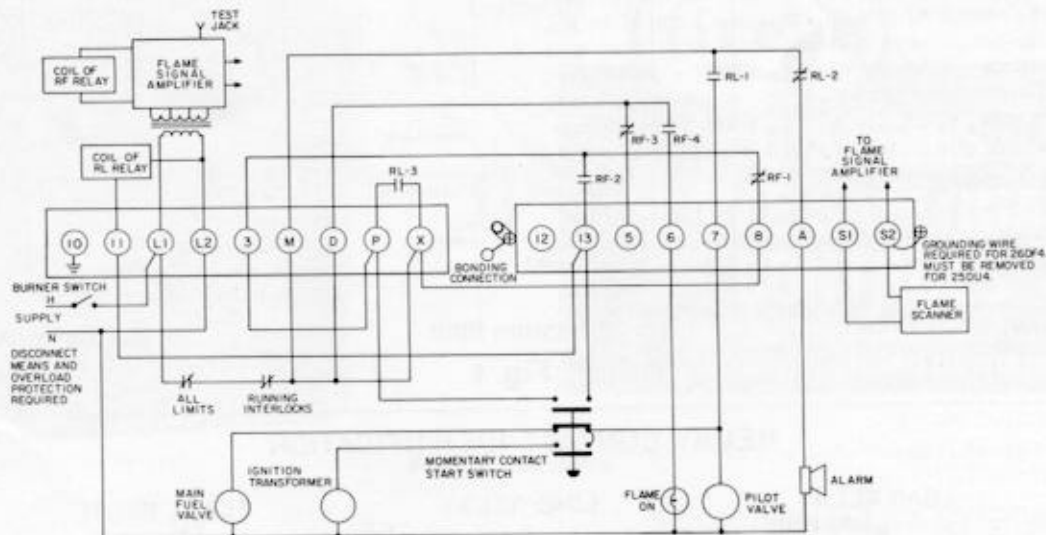 TEST
JACK
COIL OF
RF RELAY
FLAME
SIGNAL
AMPLIFIER
RL-1
RL-2
COIL OF
RL RELAY
RF-3
RF-4
TO
FLAME
SIGNAL
AMPLIFIER
RL-3
RF-2
RF-1
10 11 L1 L2 3 M D P X
12 13 5 6 7 8 A S1 S2
BONDING
CONNECTION
GROUNDING WIRE
REQUIRED FOR 26DF4.
MUST BE REMOVED
FOR 25DU4.
BURNER SWITCH
H
SUPPLY
N
FLAME
SCANNER
DISCONNECT
MEANS AND
OVERLOAD
PROTECTION
REQUIRED
ALL
LIMITS
RUNNING
INTERLOCKS
MOMENTARY CONTACT
START SWITCH
IGNITION
TRANSFORMER
MAIN
FUEL
VALVE
FLAME
ON
PILOT
VALVE
ALARM